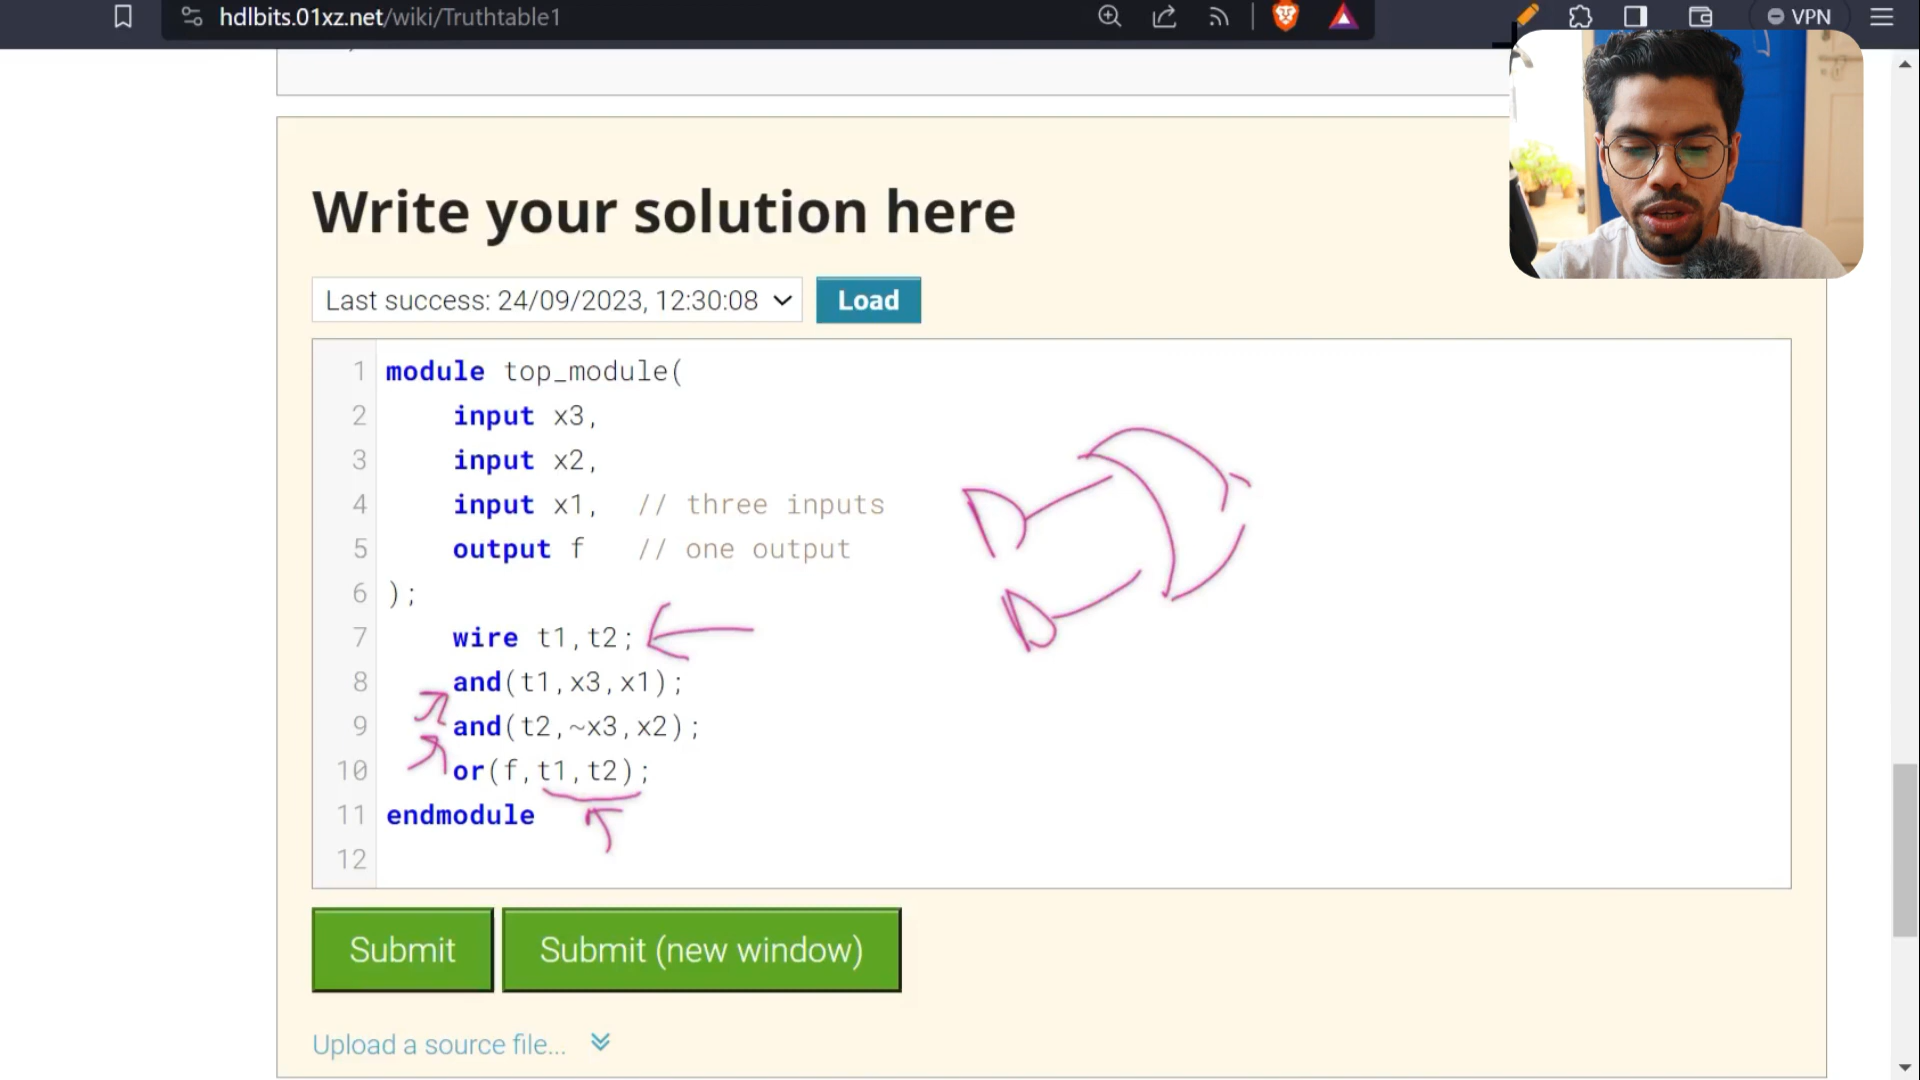 hdlbits.01xz.net/wiki/Truthtable1
VPN
Write your solution here
Last success: 24/09/2023, 12:30:08
Load
1 module top_module(
2 input x3,
3 input x2,
4 input x1, // three inputs
5 output f // one output
6 );
7 wire t1,t2;
8 and(t1,x3,x1);
9 and(t2,~x3,x2);
10 or(f,t1,t2);
11 endmodule
12
Submit
Submit (new window)
Upload a source file...